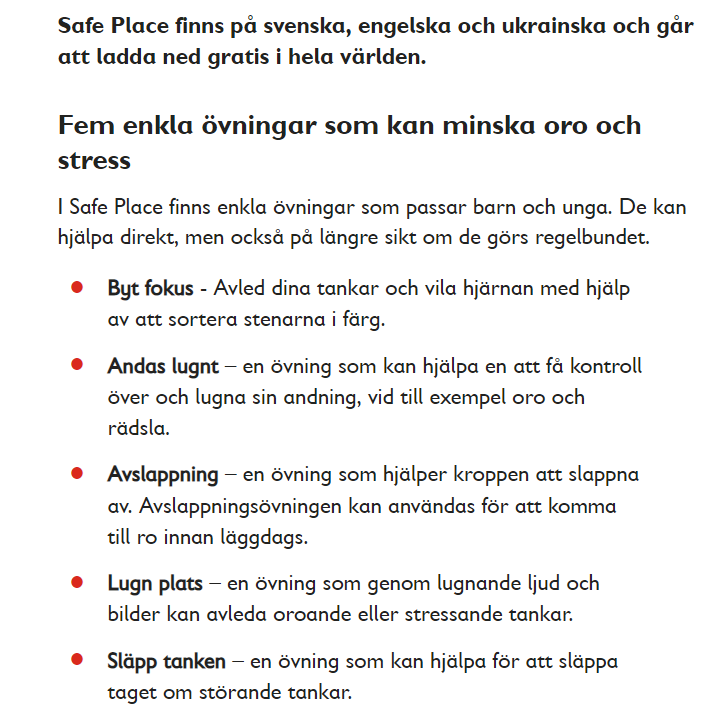 Safe Place finns på svenska, engelska och ukrainska och går
att ladda ned gratis i hela världen.
Fem enkla övningar som kan minska oro och
stress
I Safe Place finns enkla övningar som passar barn och unga. De kan
hjälpa direkt, men också på längre sikt om de görs regelbundet.
Byt fokus - Avled dina tankar och vila hjärnan med hjälp
av att sortera stenarna i färg.
Andas lugnt – en övning som kan hjälpa en att få kontroll
över och lugna sin andning, vid till exempel oro och
rädsla.
Avslappning – en övning som hjälper kroppen att slappna
av. Avslappningsövningen kan användas för att komma
till ro innan läggdags.
Lugn plats – en övning som genom lugnande ljud och
bilder kan avleda oroande eller stressande tankar.
Släpp tanken – en övning som kan hjälpa för att släppa
taget om störande tankar.